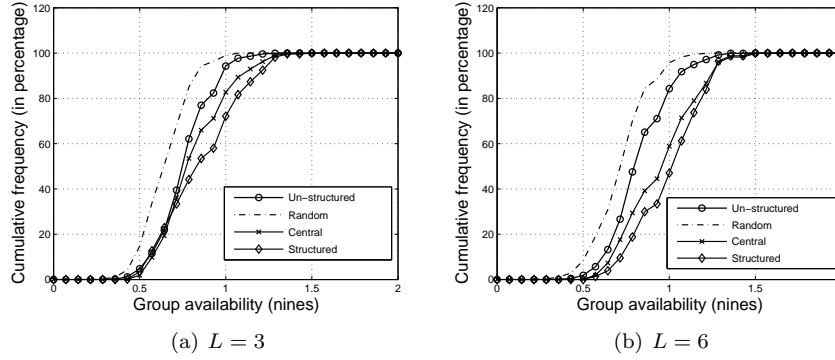 120
100
80
60
40
20
0
Cumulative frequency (in percentage)
Un-structured
Random
Central
Structured
0 0.5 1 1.5 2
Group availability (nines)
(a) L = 3
120
100
80
60
40
20
0
Cumulative frequency (in percentage)
Un-structured
Random
Central
Structured
0 0.5 1 1.5
Group availability (nines)
(b) L = 6